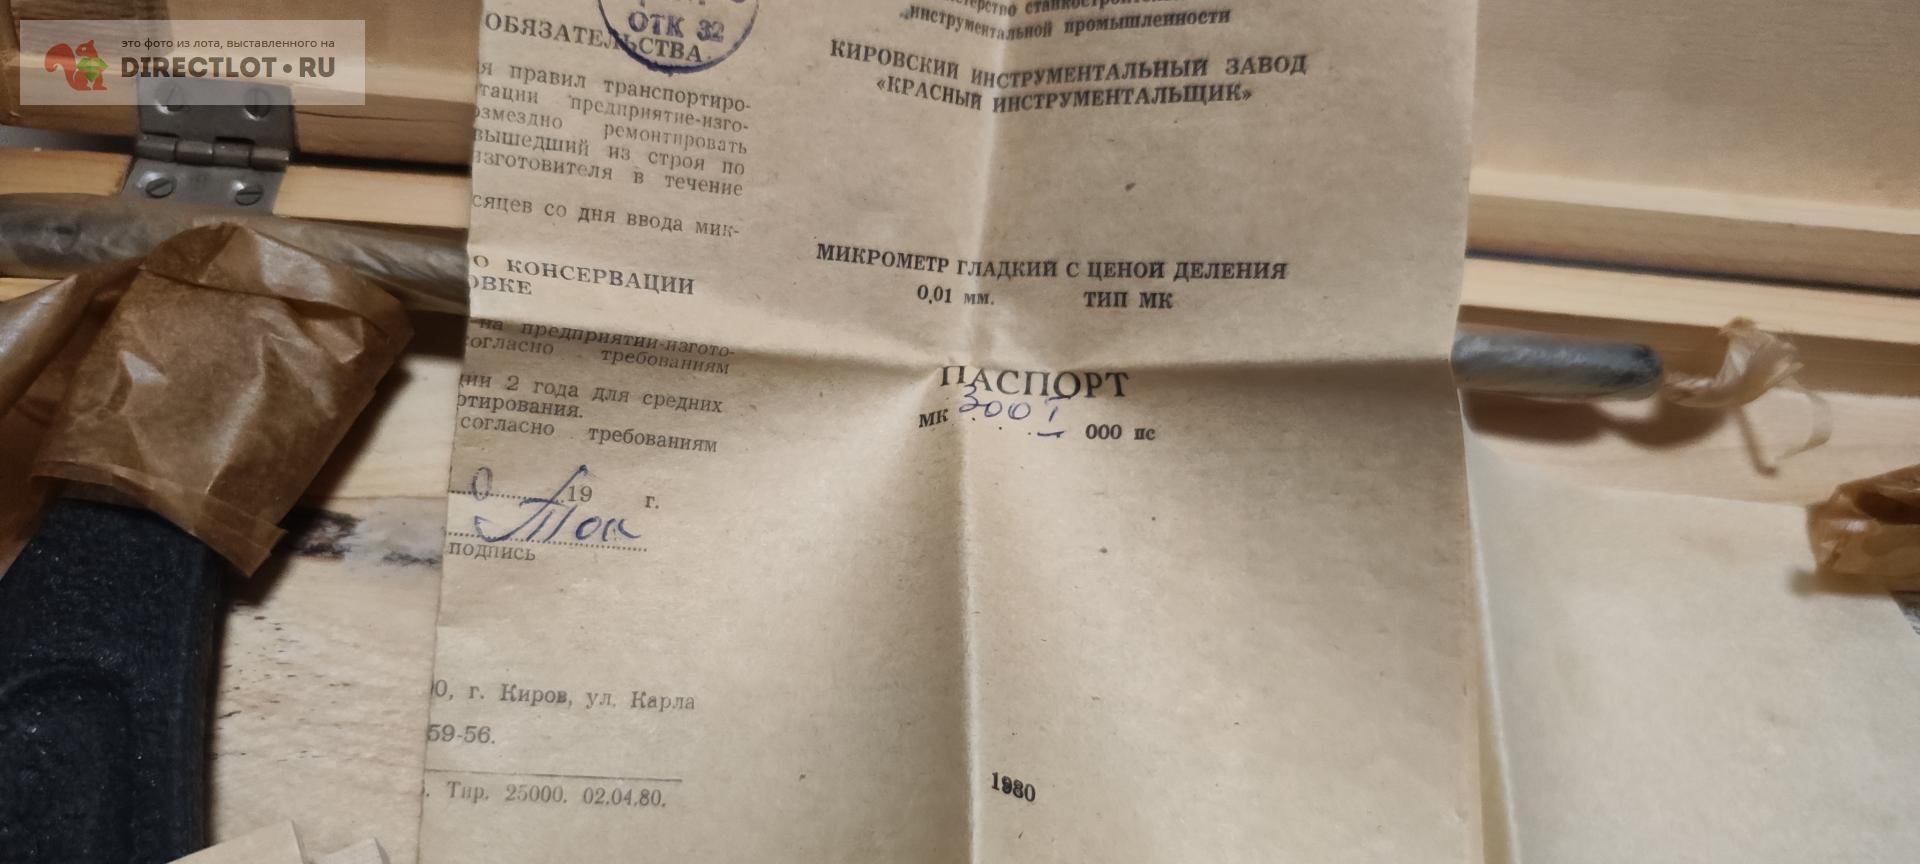 это фото из лота, выставленного на
DIRECTLOT•RU
ОТК 32
ОБЯЗАТЕЛЬСТВА
я правил транспортиро-
тации предприятие-изго-
озмездно ремонтировать
вышедший из строя по
изготовителя в течение
сяцев со дня ввода мик-
О КОНСЕРВАЦИИ
ОВКЕ
на предприятии-изгото-
огласно требованиям
ии 2 года для средних
ртирования.
согласно требованиям
19 г.
подпись
0, г. Киров, ул. Карла
59-56.
Тир. 25000. 02.04.80.
инструментальной промышленности
КИРОВСКИЙ ИНСТРУМЕНТАЛЬНЫЙ ЗАВОД
«КРАСНЫЙ ИНСТРУМЕНТАЛЬЩИК»
МИКРОМЕТР ГЛАДКИЙ С ЦЕНОЙ ДЕЛЕНИЯ
0,01 мм. ТИП МК
ПАСПОРТ
МК 300
000 пс
1980